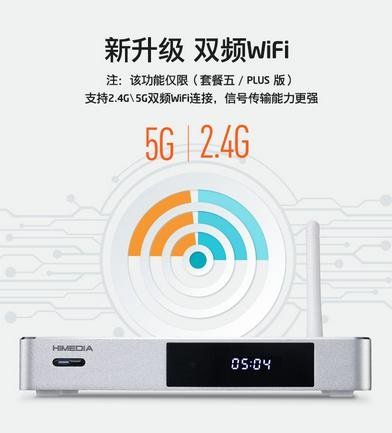 新升级 双频WiFi
注：该功能仅限（套餐五 / PLUS 版）
支持2.4G\5G双频WiFi连接，信号传输能力更强
5G | 2.4G
HIMEDIA
05:04